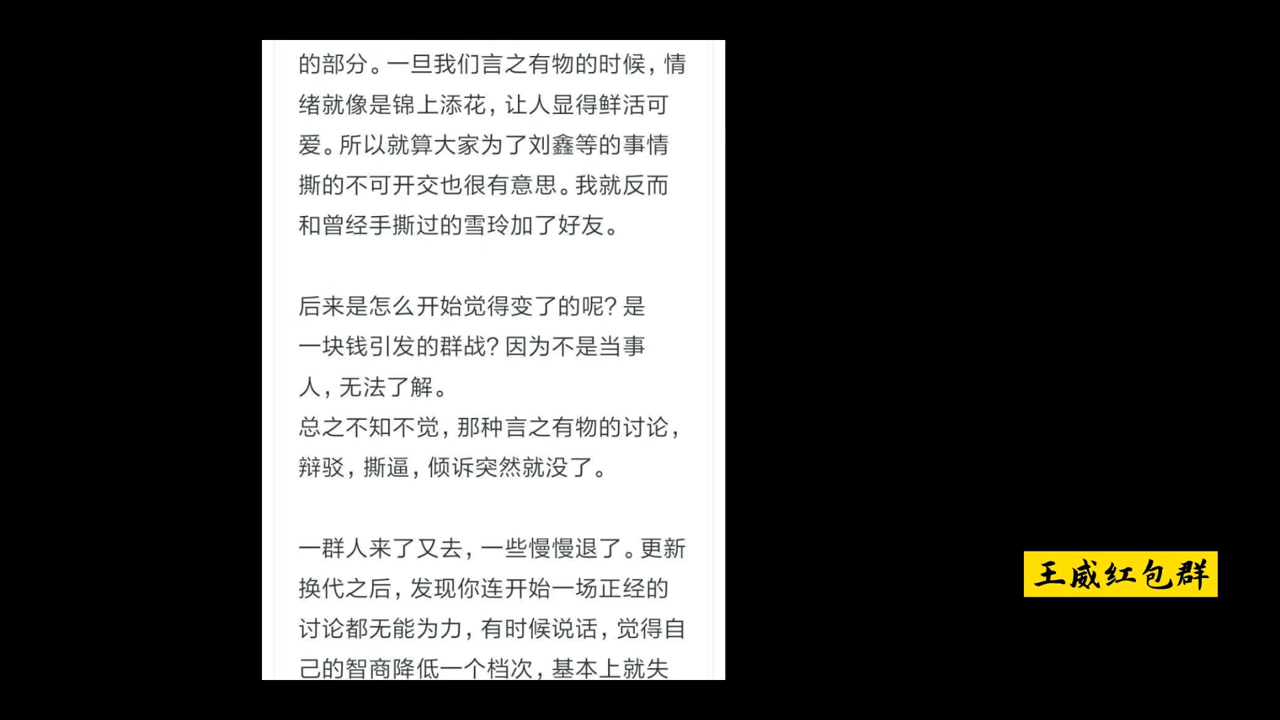 的部分。一旦我们言之有物的时候，情
绪就像是锦上添花，让人显得鲜活可
爱。所以就算大家为了刘鑫等的事情
撕的不可开交也很有意思。我就反而
和曾经手撕过的雪玲加了好友。
后来是怎么开始觉得变了的呢？是
一块钱引发的群战？因为不是当事
人，无法了解。
总之不知不觉，那种言之有物的讨论，
辩驳，撕逼，倾诉突然就没了。
一群人来了又去，一些慢慢退了。更新
换代之后，发现你连开始一场正经的
讨论都无能为力，有时候说话，觉得自
己的智商降低一个档次，基本上就失
王威红包群